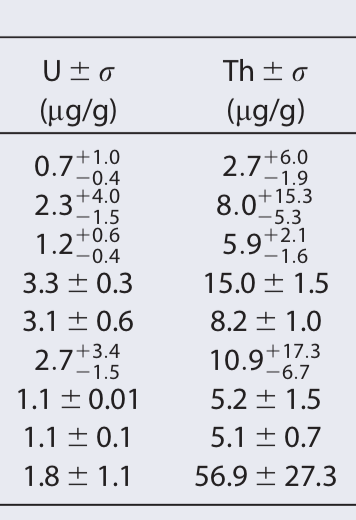 U ± σ Th ± σ
(μg/g) (μg/g)
0.7 +1.0 −0.4 2.7 +6.0 −1.9
2.3 +4.0 −1.5 8.0 +15.3 −5.3
1.2 +0.6 −0.4 5.9 +2.1 −1.6
3.3 ± 0.3 15.0 ± 1.5
3.1 ± 0.6 8.2 ± 1.0
2.7 +3.4 −1.5 10.9 +17.3 −6.7
1.1 ± 0.01 5.2 ± 1.5
1.1 ± 0.1 5.1 ± 0.7
1.8 ± 1.1 56.9 ± 27.3